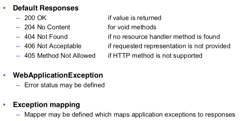 • Default Responses
– 200 OK if value is returned
– 204 No Content for void methods
– 404 Not Found if no resource handler method is found
– 406 Not Acceptable if requested representation is not provided
– 405 Method Not Allowed if HTTP method is not supported
• WebApplicationException
– Error status may be defined
• Exception mapping
– Mapper may be defined which maps application exceptions to responses